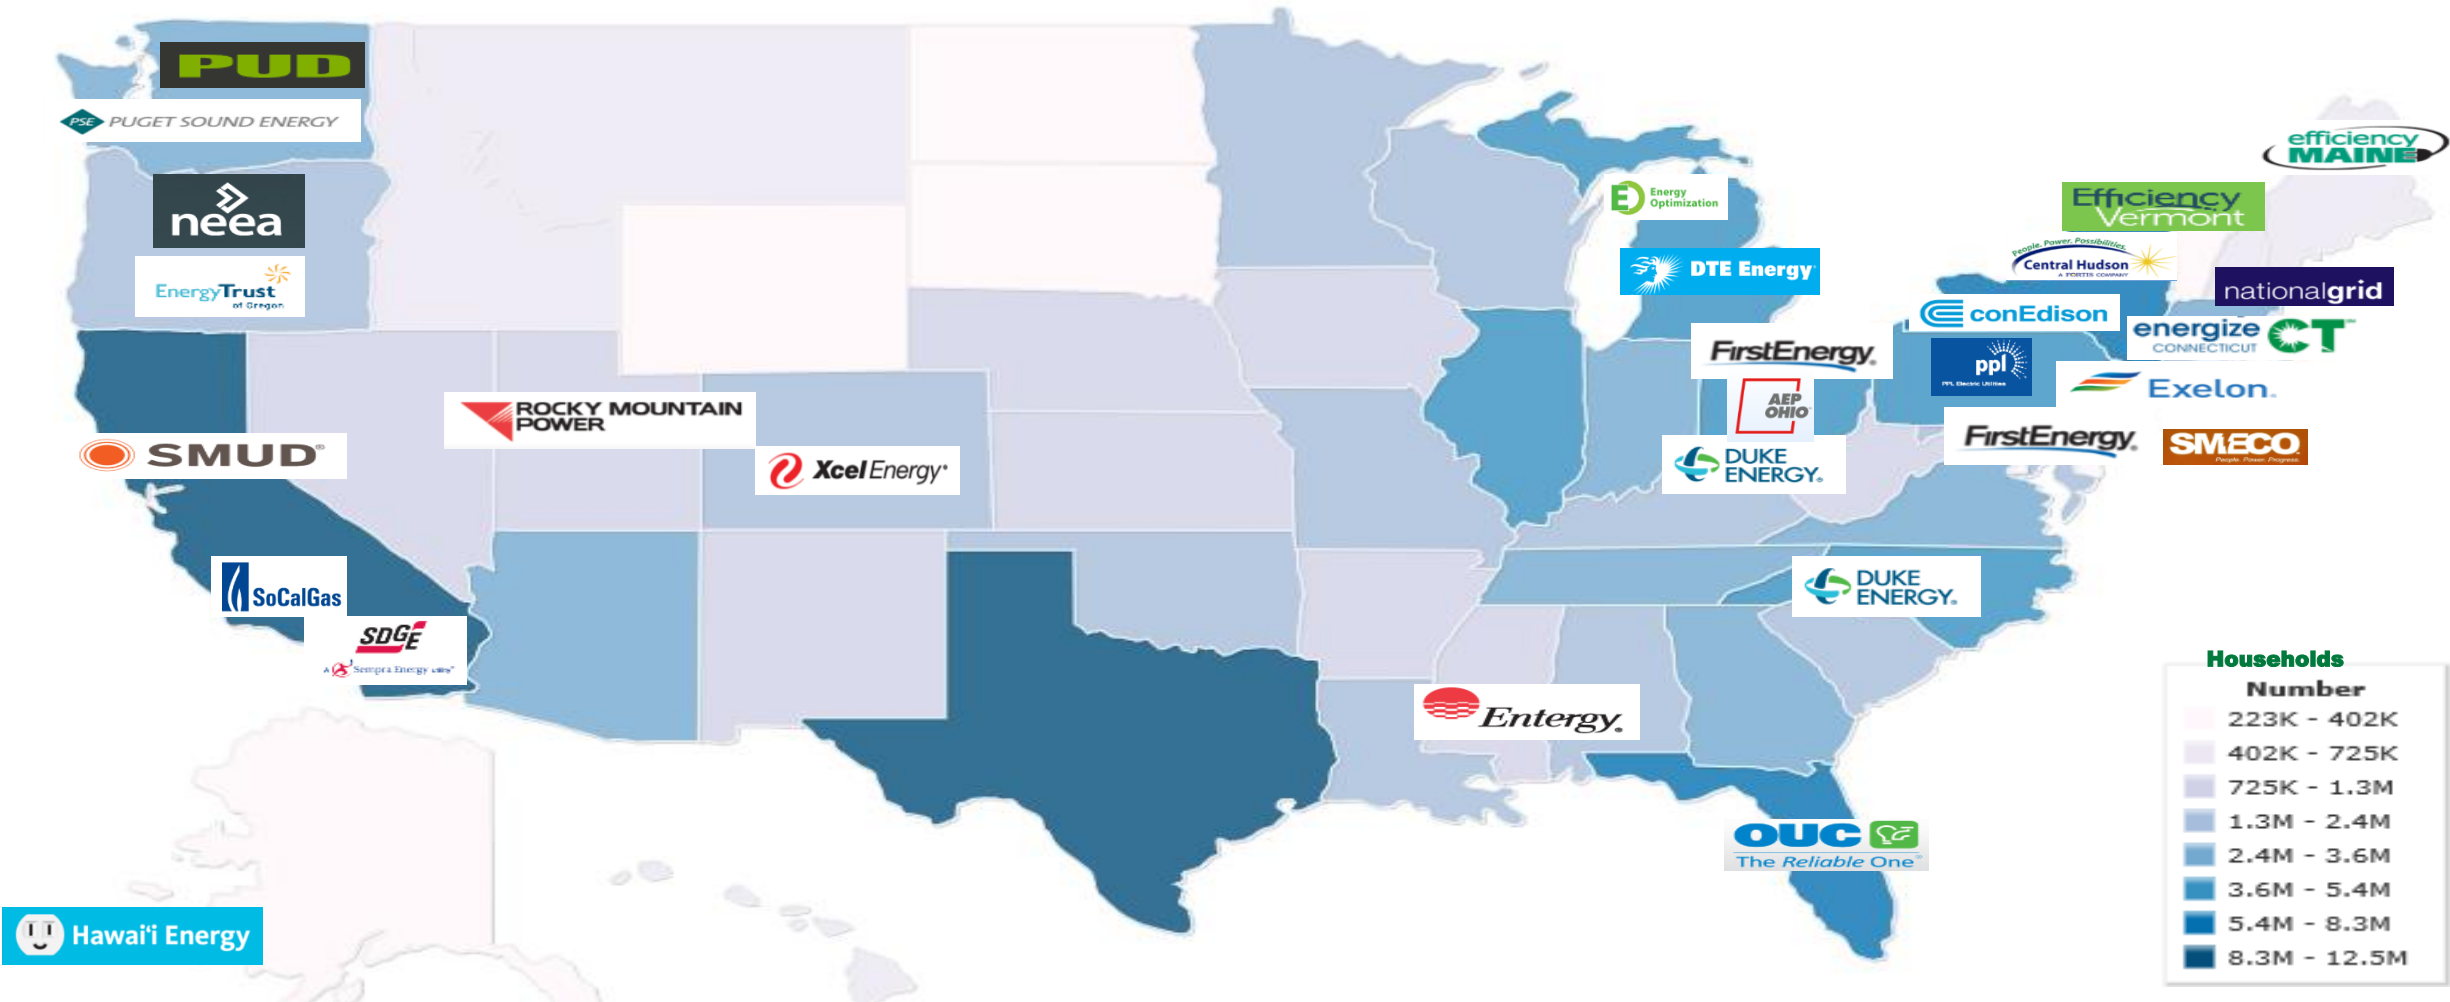 PUD
PSE PUGET SOUND ENERGY
neea
EnergyTrust
of Oregon
SMUD®
SoCalGas
SDGE
A Sempra Energy utility®
ROCKY MOUNTAIN
POWER
Xcel Energy®
Energy
Optimization
DTE Energy®
FirstEnergy®
AEP
OHIO
DUKE
ENERGY®
efficiency
MAINE
Efficiency
Vermont
People. Power. Possibilities.
Central Hudson
A FORTIS COMPANY
nationalgrid
conEdison
energize CT
CONNECTICUT
ppl
PPL Electric Utilities
Exelon.
FirstEnergy®
SMECO
People. Power. Progress.
DUKE
ENERGY®
Entergy®
OUC
The Reliable One®
Hawai‘i Energy
Households
Number
223K - 402K
402K - 725K
725K - 1.3M
1.3M - 2.4M
2.4M - 3.6M
3.6M - 5.4M
5.4M - 8.3M
8.3M - 12.5M